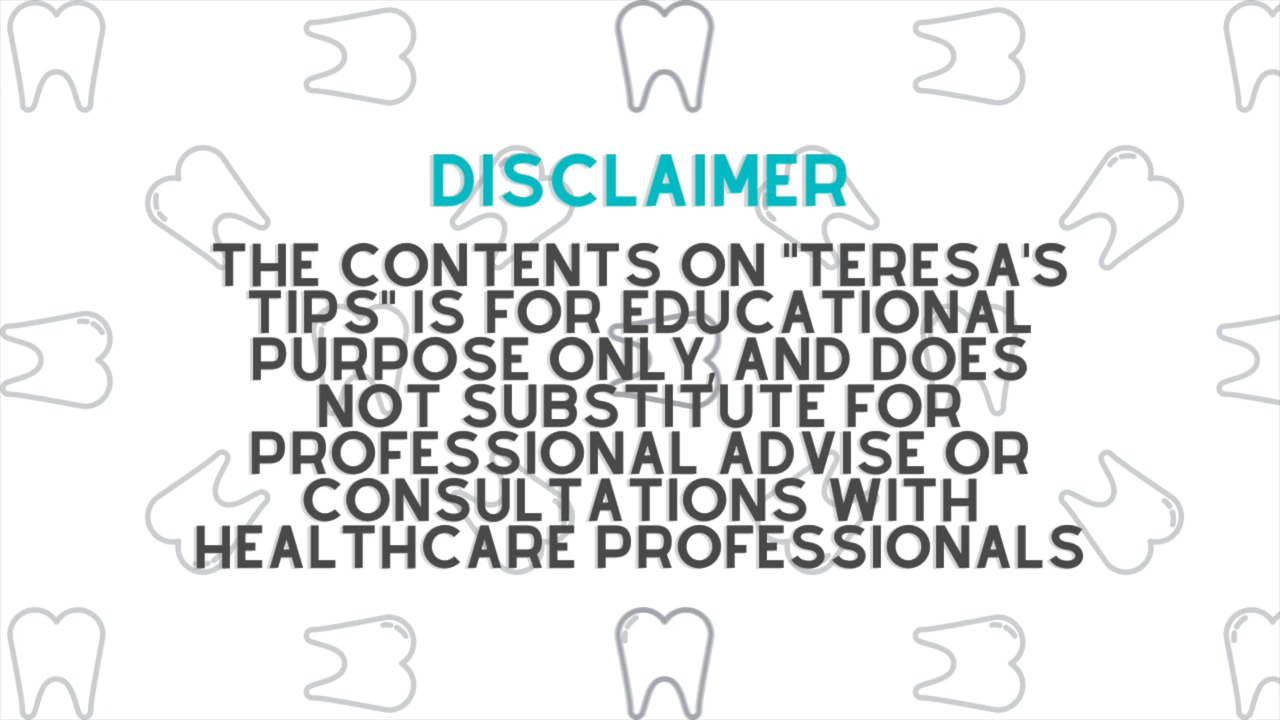 DISCLAIMER
THE CONTENTS ON "TERESA'S
TIPS" IS FOR EDUCATIONAL
PURPOSE ONLY, AND DOES
NOT SUBSTITUTE FOR
PROFESSIONAL ADVISE OR
CONSULTATIONS WITH
HEALTHCARE PROFESSIONALS